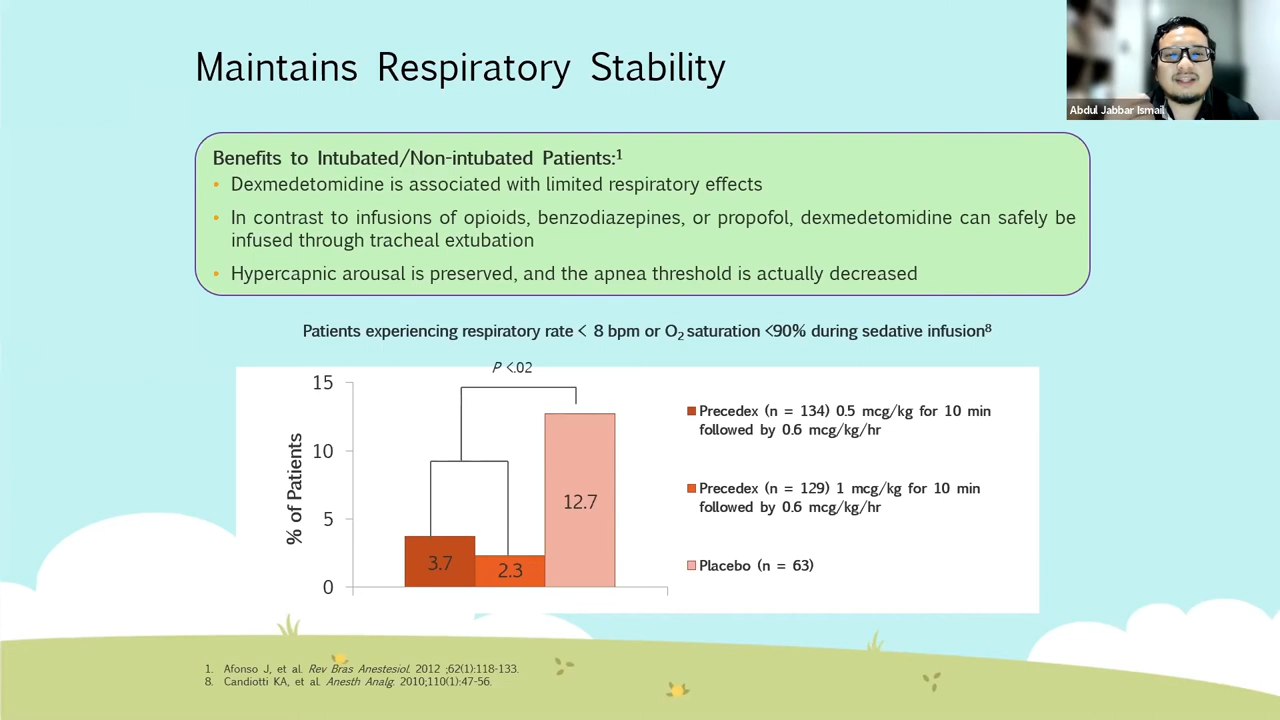 Maintains Respiratory Stability
Abdul Jabbar Ismail
Benefits to Intubated/Non-intubated Patients:1
• Dexmedetomidine is associated with limited respiratory effects
• In contrast to infusions of opioids, benzodiazepines, or propofol, dexmedetomidine can safely be
infused through tracheal extubation
• Hypercapnic arousal is preserved, and the apnea threshold is actually decreased
Patients experiencing respiratory rate < 8 bpm or O2 saturation <90% during sedative infusion8
P <.02
% of Patients
15
10
5
0
3.7
2.3
12.7
Precedex (n = 134) 0.5 mcg/kg for 10 min
followed by 0.6 mcg/kg/hr
Precedex (n = 129) 1 mcg/kg for 10 min
followed by 0.6 mcg/kg/hr
Placebo (n = 63)
1. Afonso J, et al. Rev Bras Anestesiol. 2012 ;62(1):118-133.
8. Candiotti KA, et al. Anesth Analg. 2010;110(1):47-56.